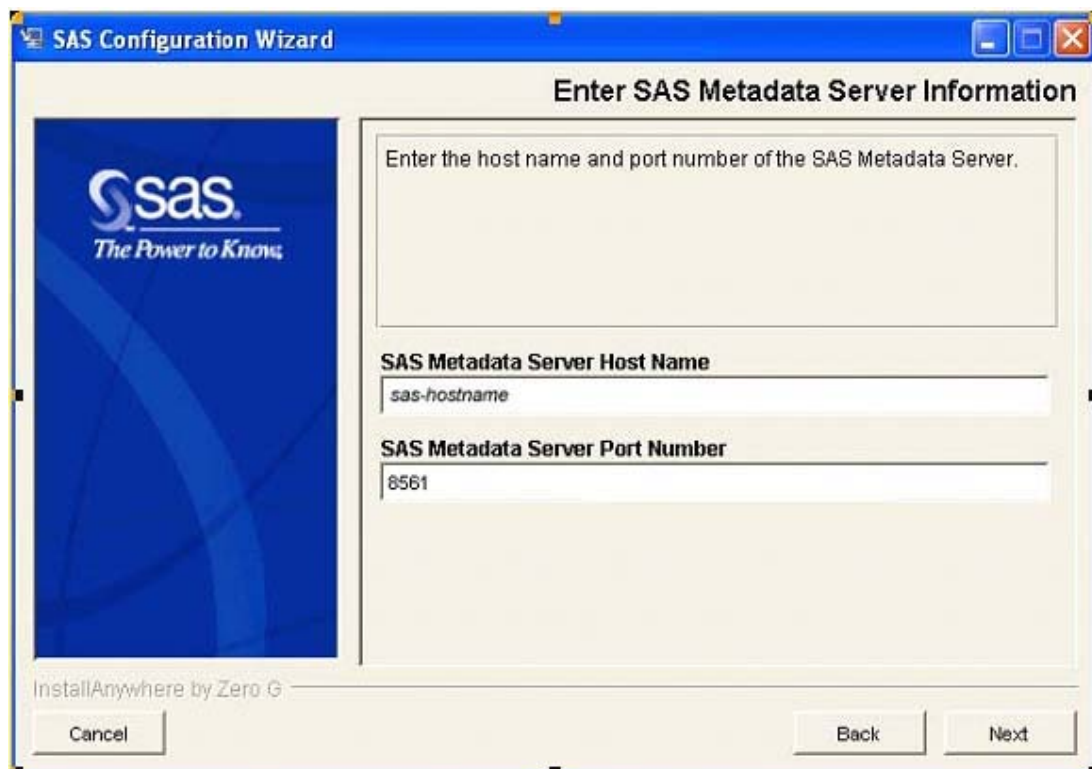 SAS Configuration Wizard
Enter SAS Metadata Server Information
sas.
The Power to Know.
Enter the host name and port number of the SAS Metadata Server.
SAS Metadata Server Host Name
sas-hostname
SAS Metadata Server Port Number
8561
InstallAnywhere by Zero G
Cancel
Back
Next